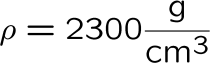 ρ = 2300 g/cm³